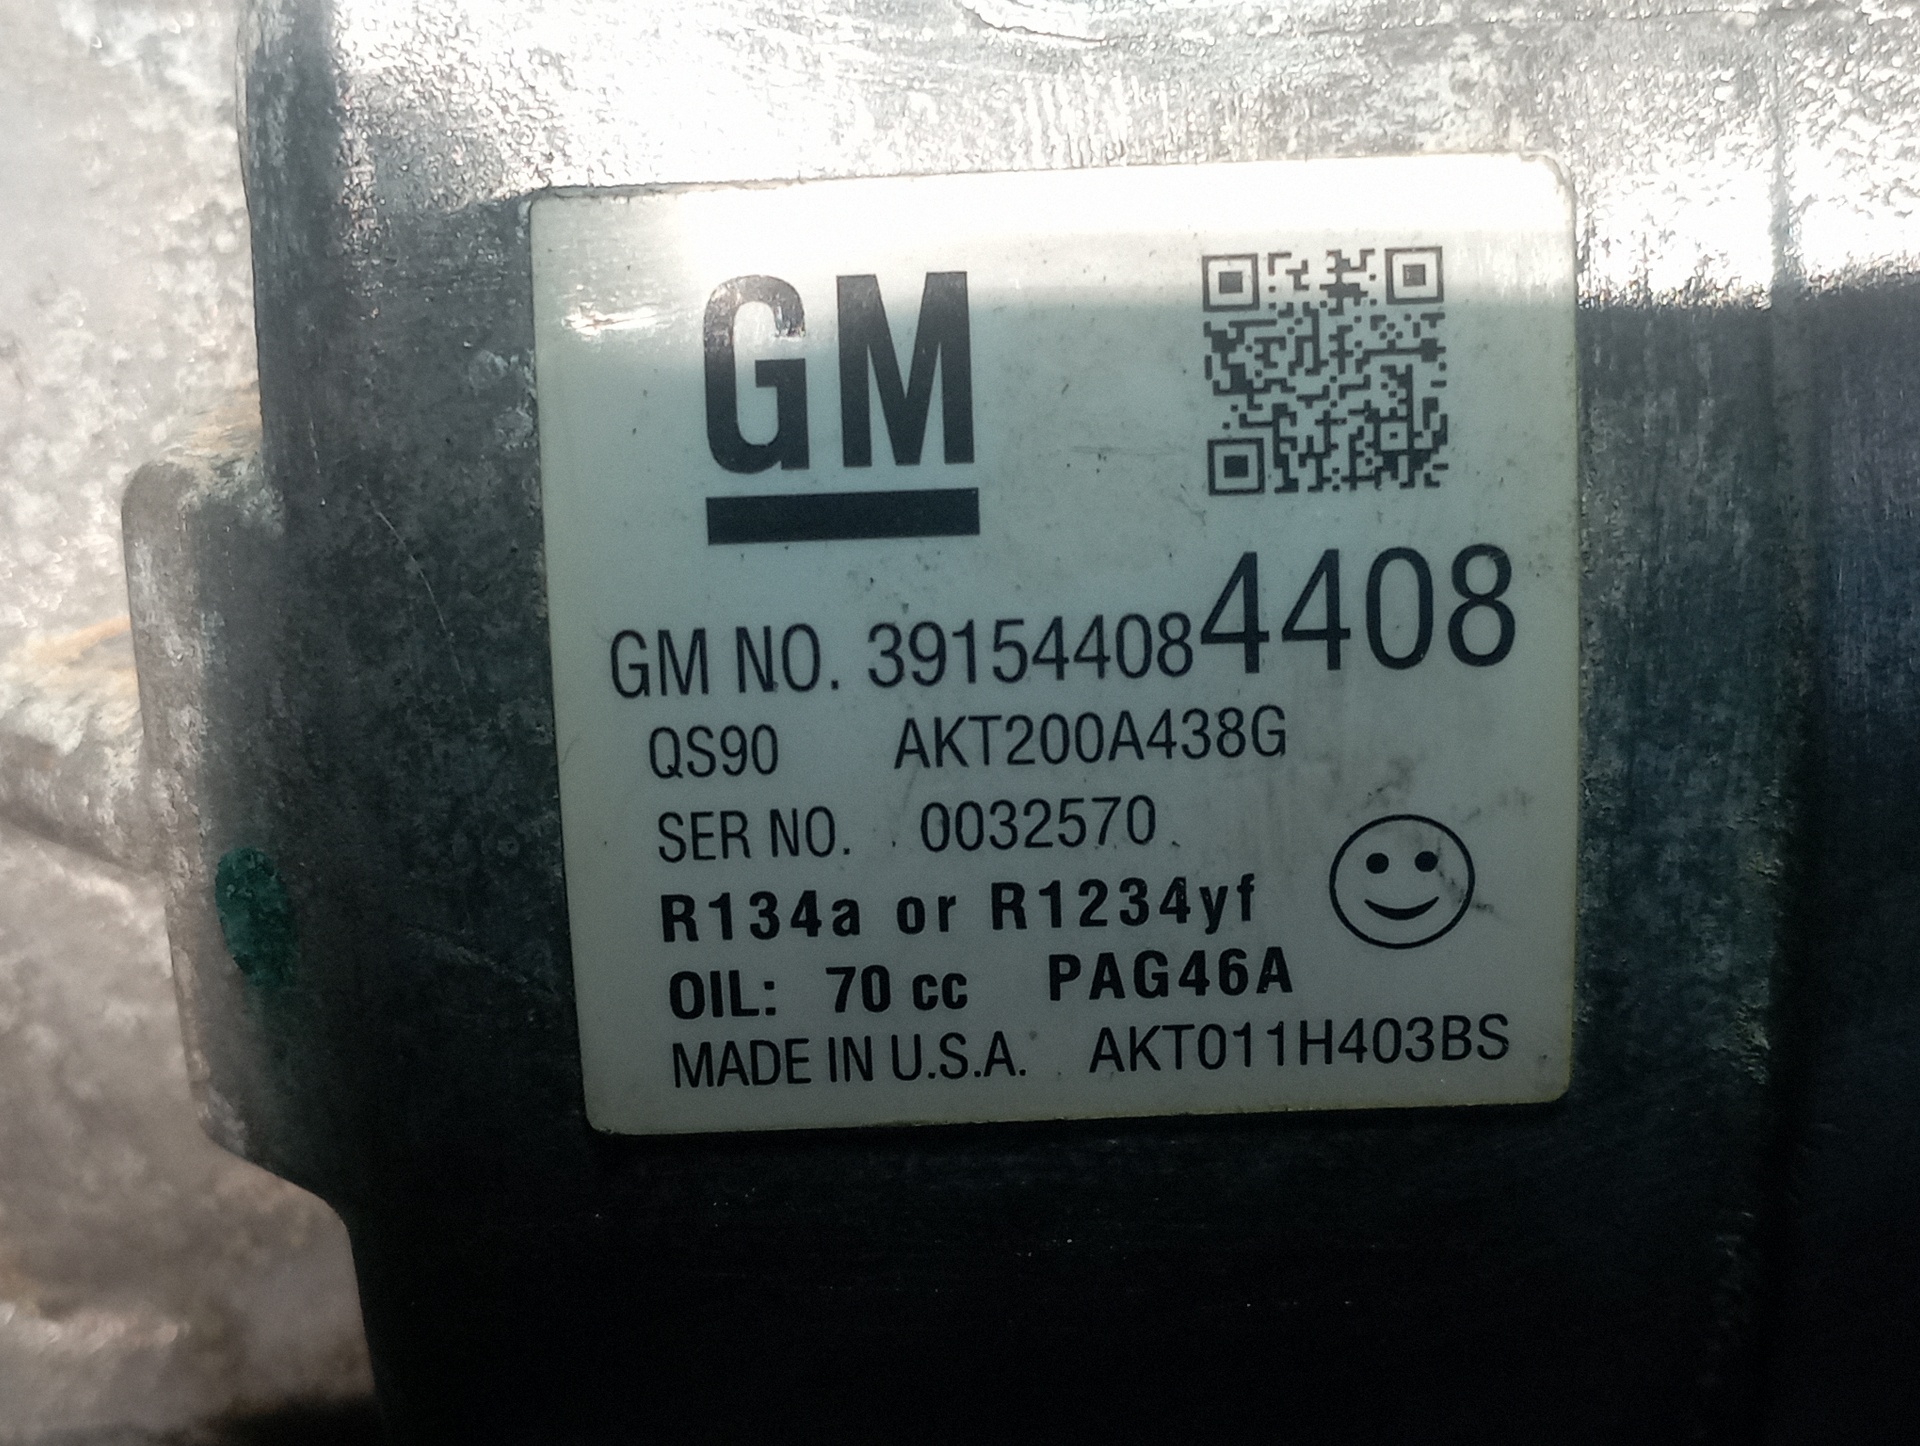 GM
GM NO. 39154408 4408
QS90 AKT200A438G
SER NO. 0032570
R134a or R1234yf
OIL: 70 cc PAG46A
MADE IN U.S.A. AKT011H403BS